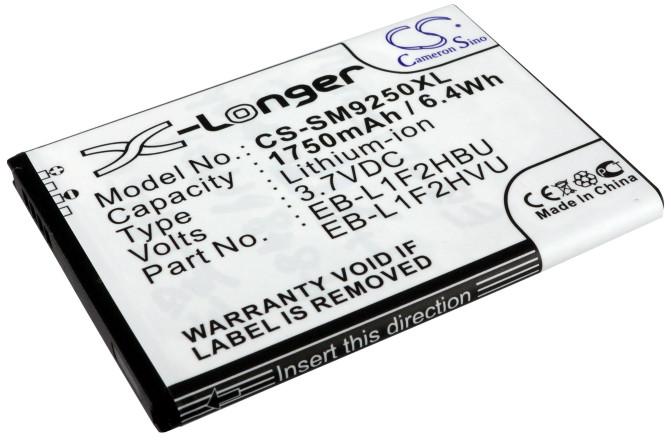 CS
Cameron Sino
X-Longer
Model No.: CS-SM9250XL
Capacity 1750mAh / 6.4Wh
Type Lithium-ion
Volts 3.7VDC
Part No. EB-L1F2HBU
EB-L1F2HVU
CE
Made in China
WARRANTY VOID IF
LABEL IS REMOVED
Insert this direction